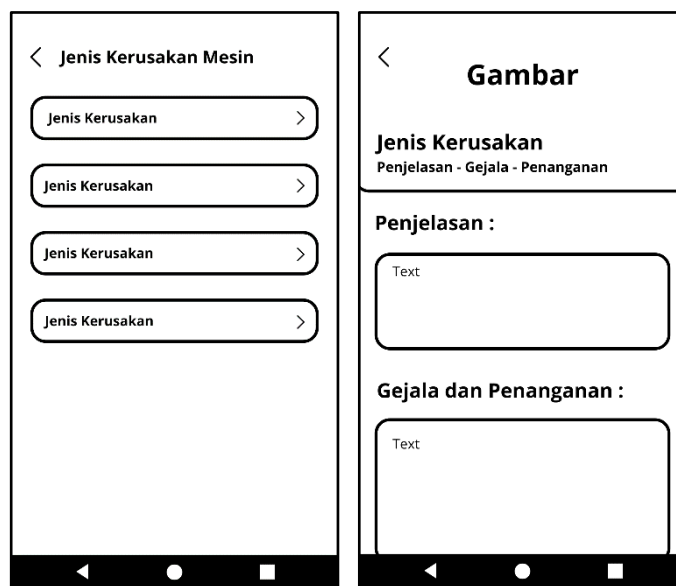 Jenis Kerusakan Mesin
Jenis Kerusakan
Jenis Kerusakan
Jenis Kerusakan
Jenis Kerusakan
Gambar
Jenis Kerusakan
Penjelasan - Gejala - Penanganan
Penjelasan :
Text
Gejala dan Penanganan :
Text